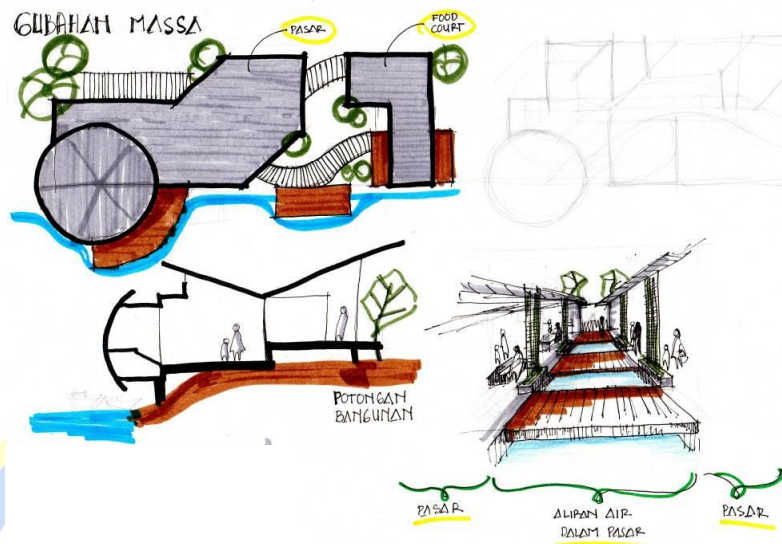 GUBAHAN MASSA
PASAR
FOOD
COURT
POTONGAN
BANGUNAN
PASAR
ALIRAN AIR
DALAM PASAR
PASAR